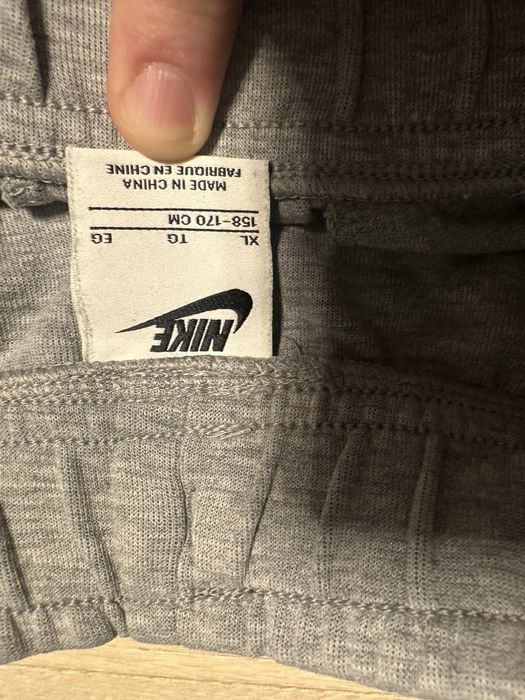 NIKE
XL TG EG
158-170 CM
MADE IN CHINA
FABRIQUE EN CHINE